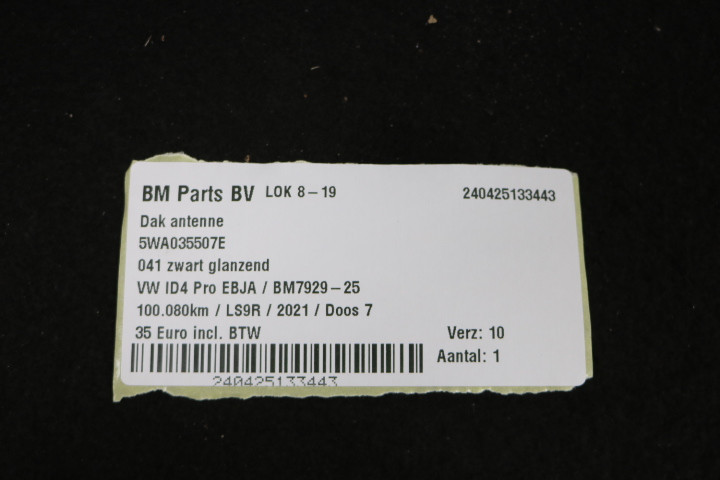 BM Parts BV LOK 8-19 240425133443
Dak antenne
5WA035507E
041 zwart glanzend
VW ID4 Pro EBJA / BM7929-25
100.080km / LS9R / 2021 / Doos 7
35 Euro incl. BTW Verz: 10
Aantal: 1
240425133443